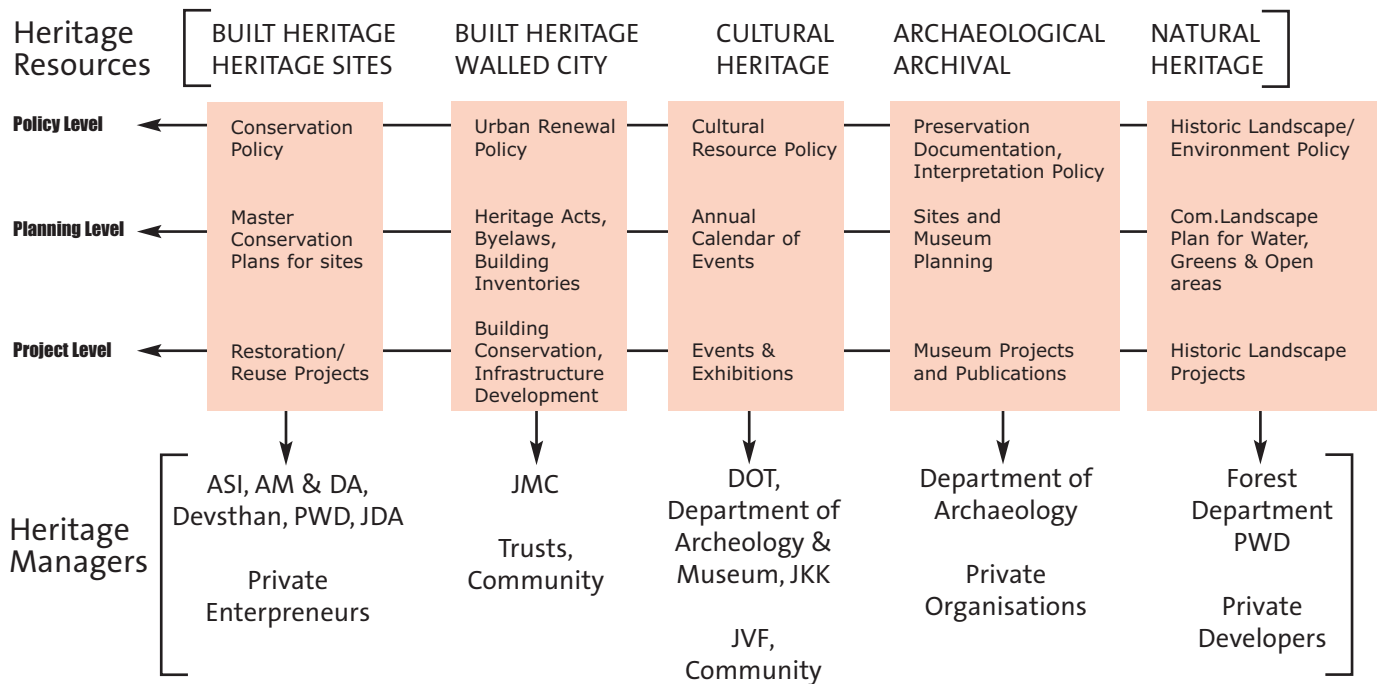 Heritage
Resources
BUILT HERITAGE
HERITAGE SITES
BUILT HERITAGE
WALLED CITY
CULTURAL
HERITAGE
ARCHAEOLOGICAL
ARCHIVAL
NATURAL
HERITAGE
Policy Level
Conservation
Policy
Urban Renewal
Policy
Cultural
Resource Policy
Preservation
Documentation,
Interpretation Policy
Historic Landscape/
Environment Policy
Planning Level
Master
Conservation
Plans for sites
Heritage Acts,
Byelaws,
Building
Inventories
Annual
Calendar of
Events
Sites and
Museum
Planning
Com.Landscape
Plan for Water,
Greens & Open
areas
Project Level
Restoration/
Reuse Projects
Building
Conservation,
Infrastructure
Development
Events &
Exhibitions
Museum Projects
and Publications
Historic Landscape
Projects
Heritage
Managers
ASI, AM & DA,
Devsthan, PWD, JDA
Private
Enterpreneurs
JMC
Trusts,
Community
DOT,
Department of
Archeology &
Museum, JKK
JVF,
Community
Department of
Archaeology
Private
Organisations
Forest
Department
PWD
Private
Developers